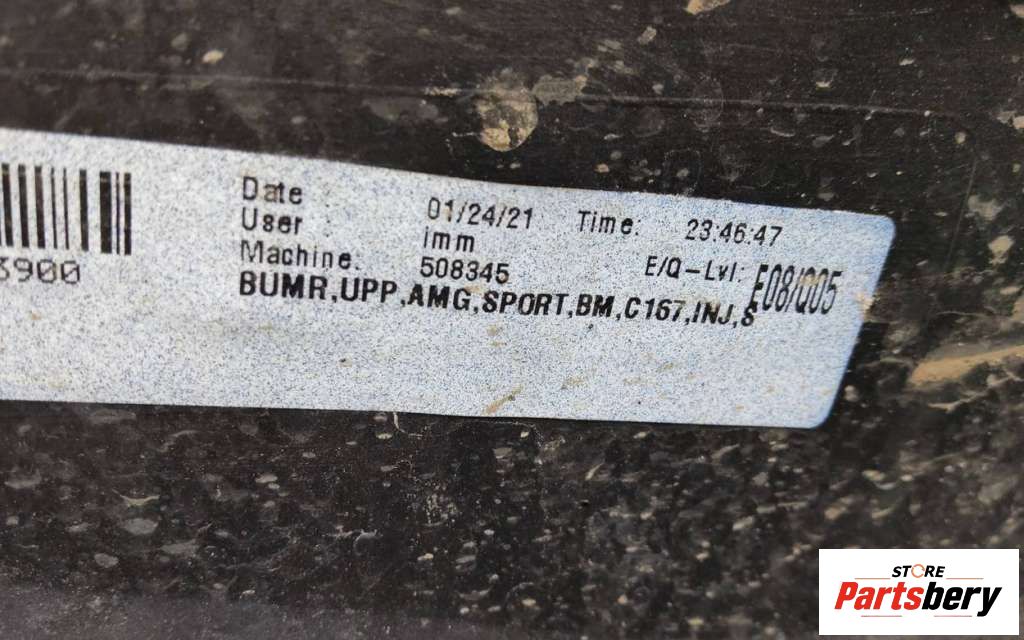 3900
Date 01/24/21 Time: 23:46:47
User imm E/Q-Lvl: E08/Q05
Machine: 508345
BUMR,UPP,AMG,SPORT,BM,C167,INJ,S
STORE
Partsbery